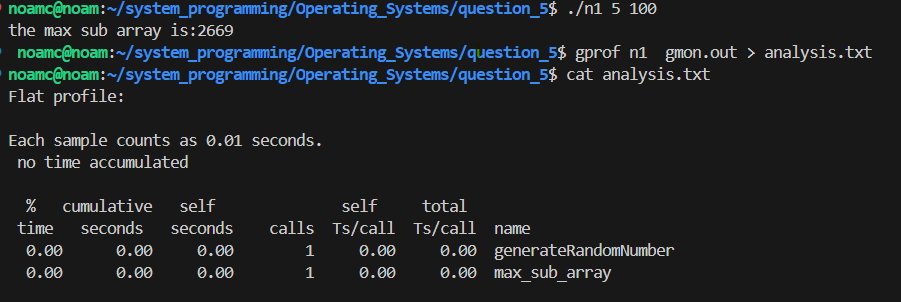 noamc@noam:~/system_programming/Operating_Systems/question_5$ ./n1 5 100
the max sub array is:2669
noamc@noam:~/system_programming/Operating_Systems/question_5$ gprof n1  gmon.out > analysis.txt
noamc@noam:~/system_programming/Operating_Systems/question_5$ cat analysis.txt
Flat profile:

Each sample counts as 0.01 seconds.
 no time accumulated

  %   cumulative   self              self     total
 time   seconds   seconds    calls  Ts/call  Ts/call  name
  0.00      0.00     0.00        1     0.00     0.00  generateRandomNumber
  0.00      0.00     0.00        1     0.00     0.00  max_sub_array